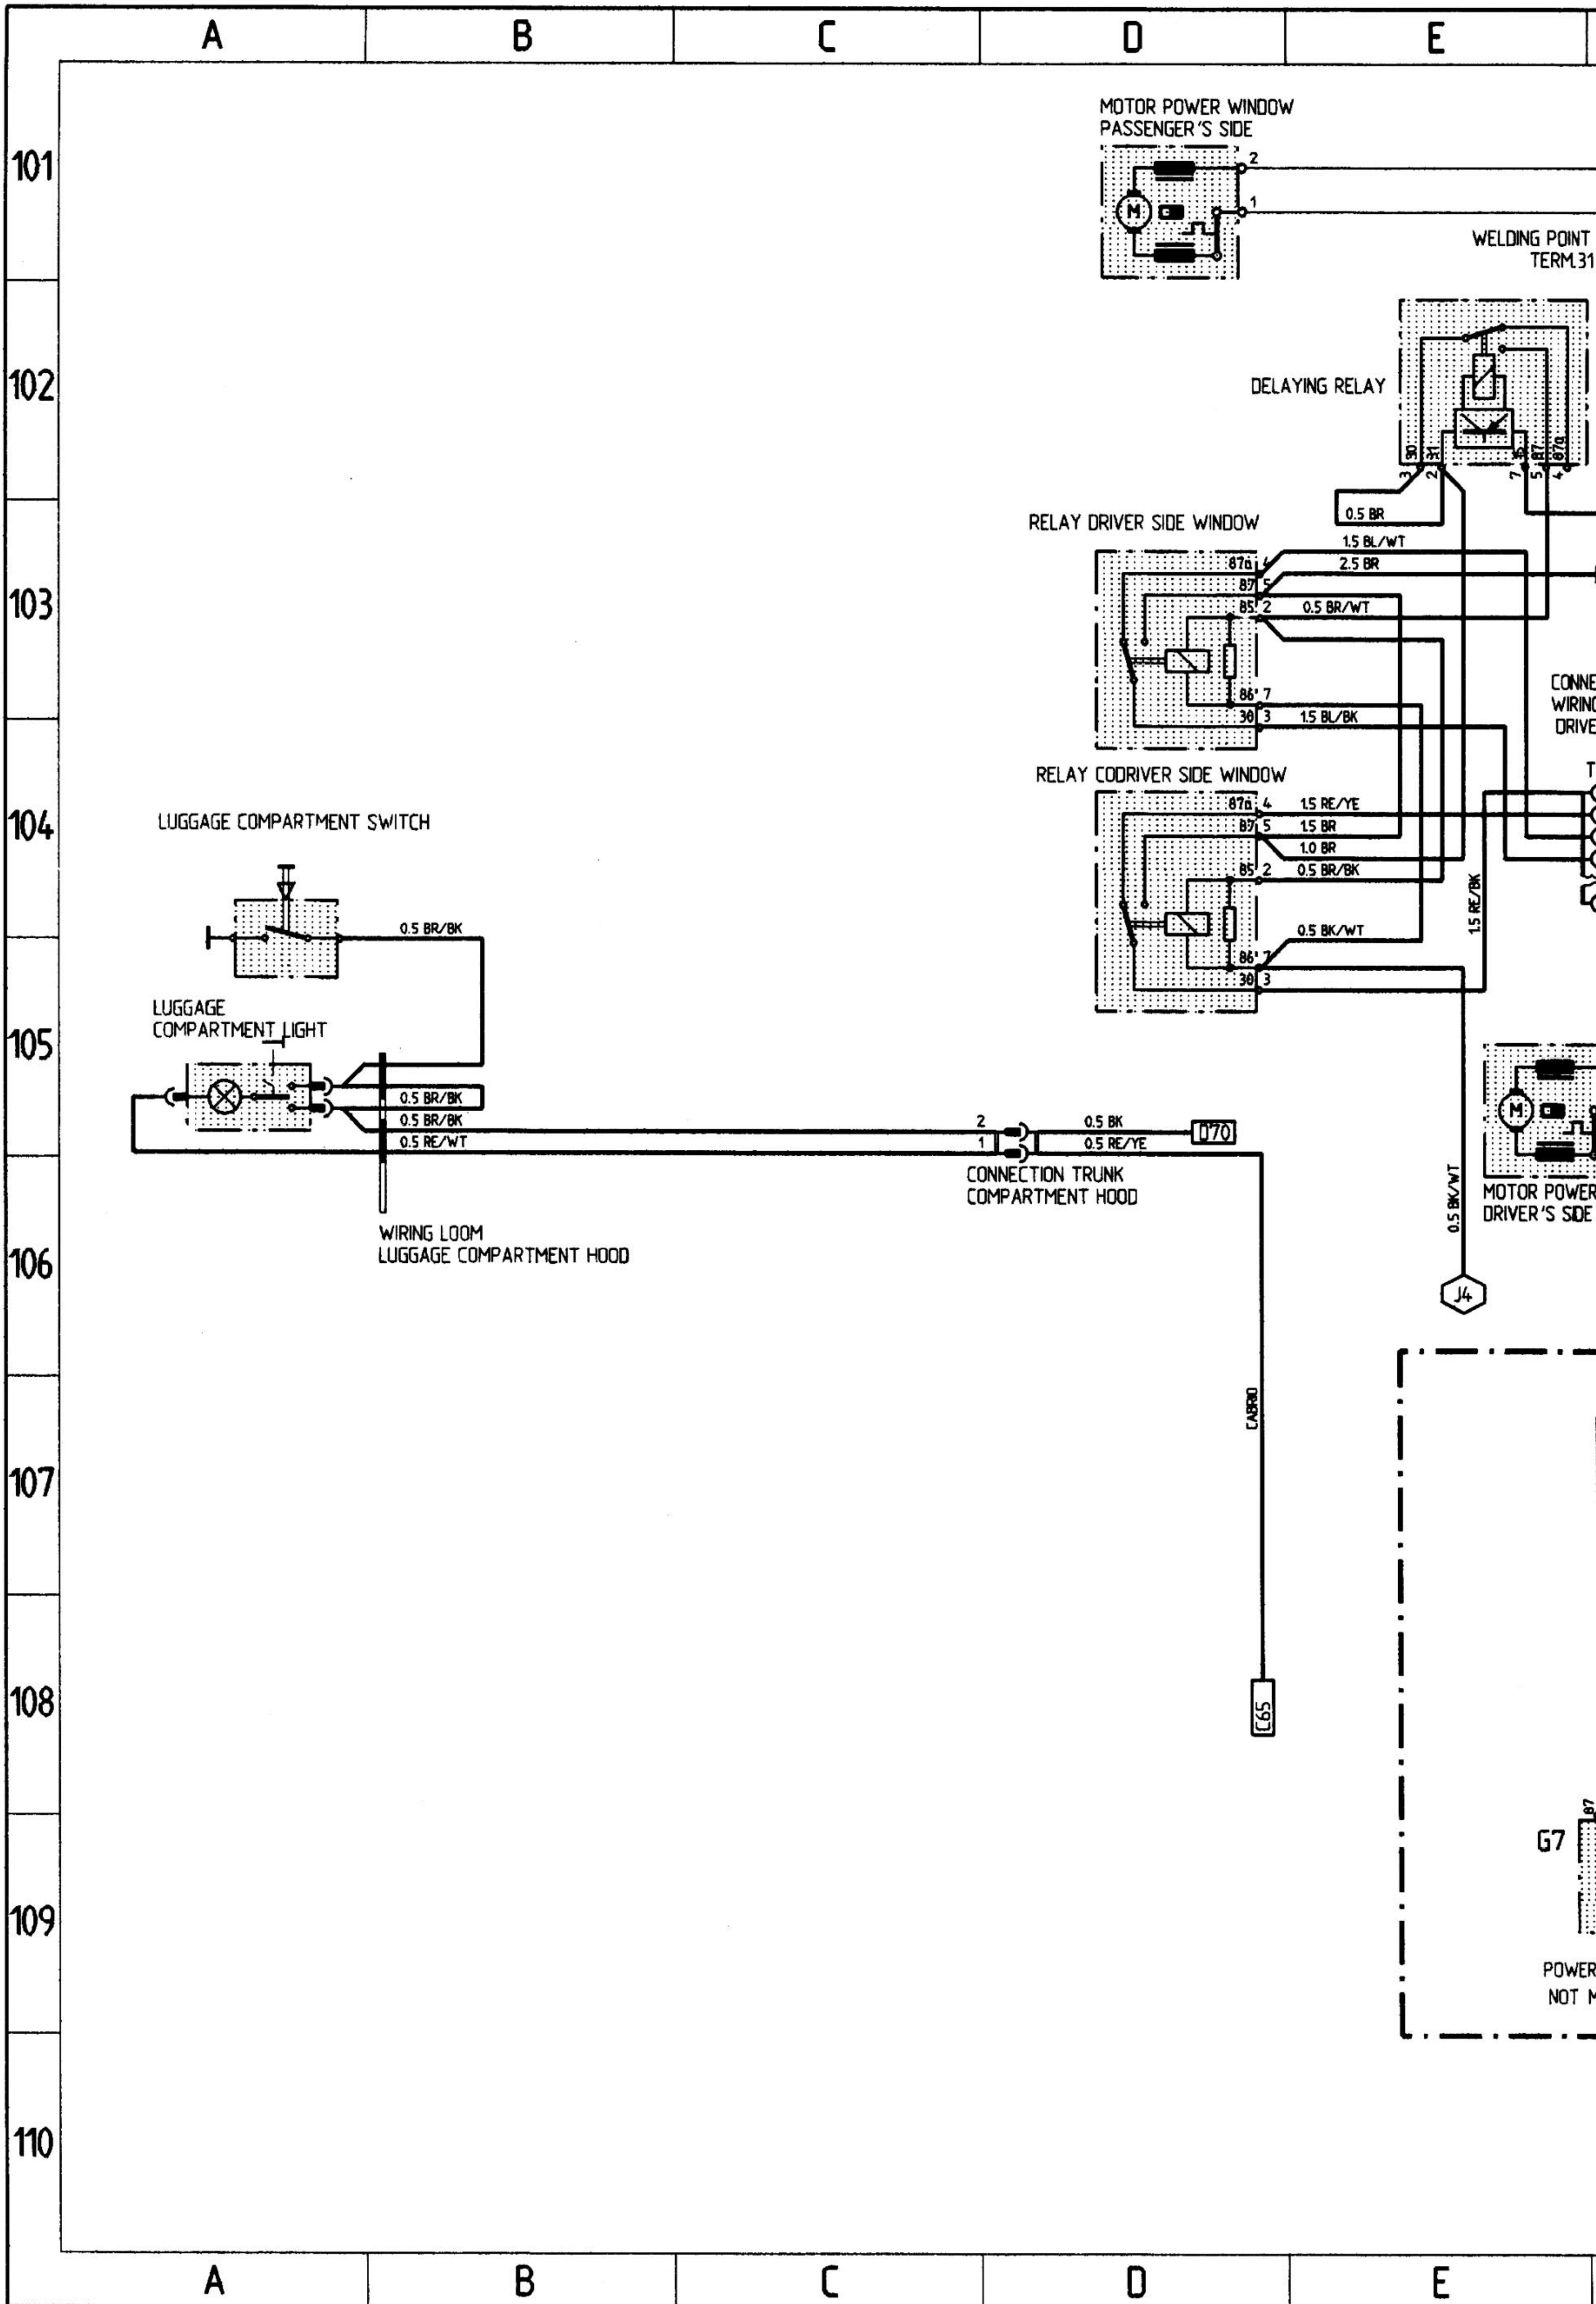 A B C D E
101
MOTOR POWER WINDOW
PASSENGER'S SIDE
2
M
1
WELDING POINT
TERM.31
102
DELAYING RELAY
30 31 15 87 87a
3 2 7 5 4
0.5 BR
RELAY DRIVER SIDE WINDOW
1.5 BL/WT
87a 4
2.5 BR
103
87 5
85 2 0.5 BR/WT
CONNE
WIRING
DRIVE
86 7
30 3 1.5 BL/BK
T
RELAY CODRIVER SIDE WINDOW
104
87a 4 1.5 RE/YE
87 5 1.5 BR
1.0 BR
85 2 0.5 BR/BK
1.5 RE/BK
0.5 BK/WT
86 7
30 3
LUGGAGE COMPARTMENT SWITCH
0.5 BR/BK
LUGGAGE
COMPARTMENT LIGHT
105
0.5 BR/BK
0.5 BR/BK
0.5 RE/WT
2 0.5 BK D70
1 0.5 RE/YE
CONNECTION TRUNK
COMPARTMENT HOOD
M
MOTOR POWER
DRIVER'S SIDE
0.5 BK/WT
WIRING LOOM
LUGGAGE COMPARTMENT HOOD
106
J4
CABRIO
107
108
C65
87
G7
109
POWER
NOT M
110
A B C D E